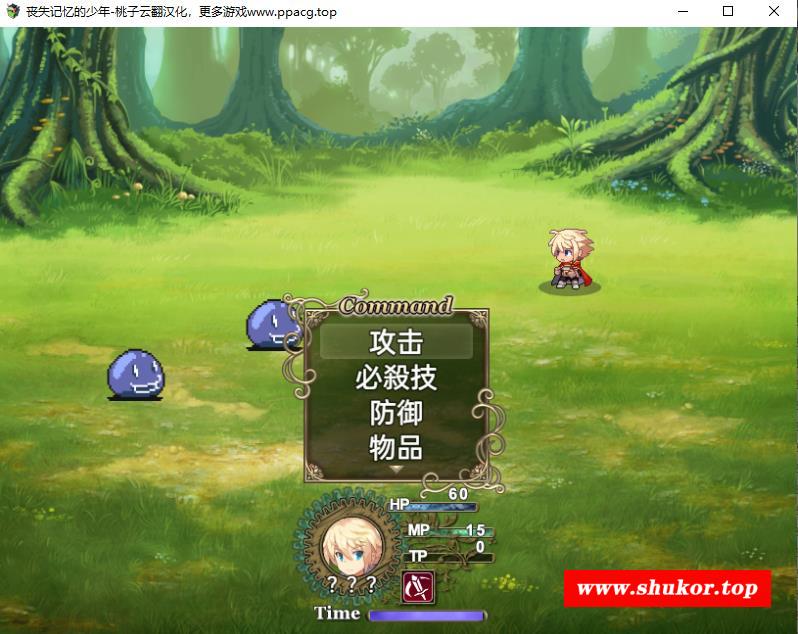 丧失记忆的少年-桃子云翻汉化，更多游戏www.ppacg.top
Command
攻击
必殺技
防御
物品
HP 60
MP 15
TP 0
? ? ?
Time
www.shukor.top